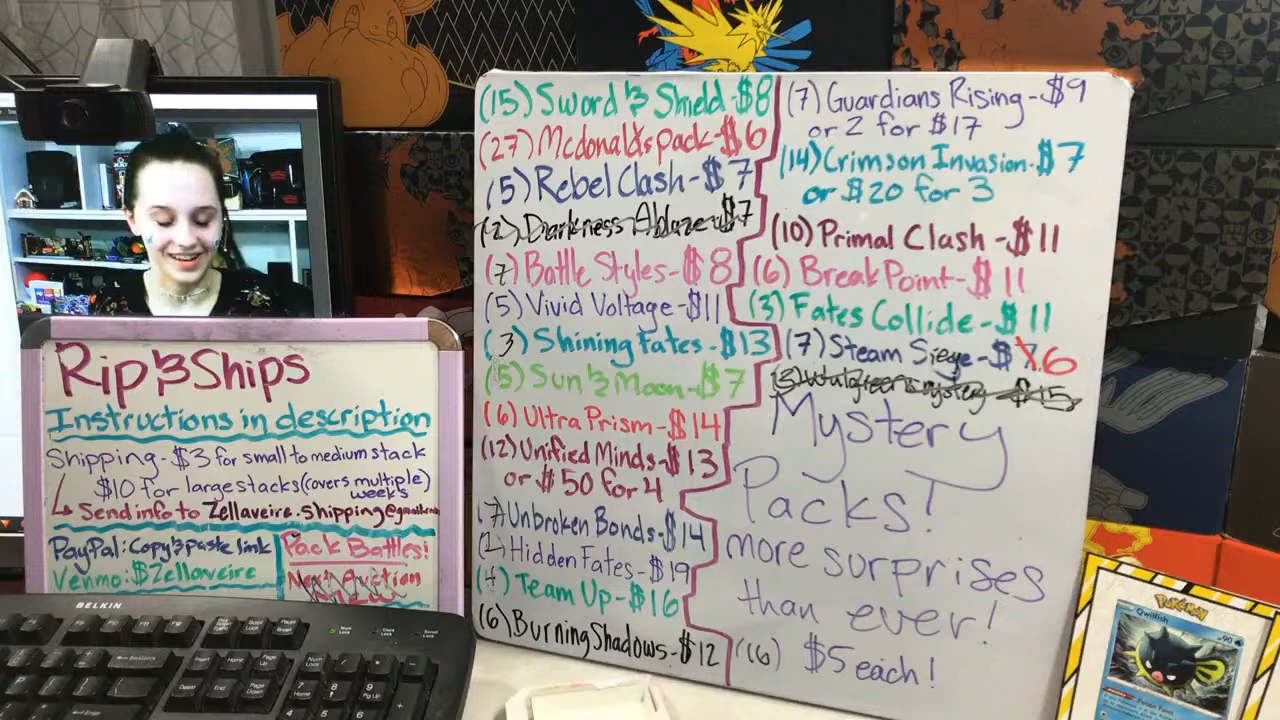 Rip & Ships
Instructions in description
Shipping - $3 for small to medium stack
$10 for large stacks (covers multiple weeks)
Send info to Zellaveire.shipping@gmail
PayPal: Copy & paste link
Venmo: $Zellaveire
Pack Battles!
Next Auction
(15) Sword & Shield - $8
(27) Mcdonalds pack - $6
(5) Rebel Clash - $7
(2) Darkness Ablaze - $7
(7) Battle Styles - $8
(5) Vivid Voltage - $11
(3) Shining Fates - $13
(5) Sun & Moon - $7
(6) Ultra Prism - $14
(12) Unified Minds - $13
or $50 for 4
(7) Unbroken Bonds - $14
Hidden Fates - $19
(4) Team Up - $16
(6) Burning Shadows - $12
(7) Guardians Rising - $9
or 2 for $17
(14) Crimson Invasion - $7
or $20 for 3
(10) Primal Clash - $11
(6) Break Point - $11
(3) Fates Collide - $11
(7) Steam Siege - $7 6
Walgreens mystery $15
Mystery
Packs!
more surprises
than ever!
(16) $5 each!
BELKIN
POKÉMON
Qwilfish
90